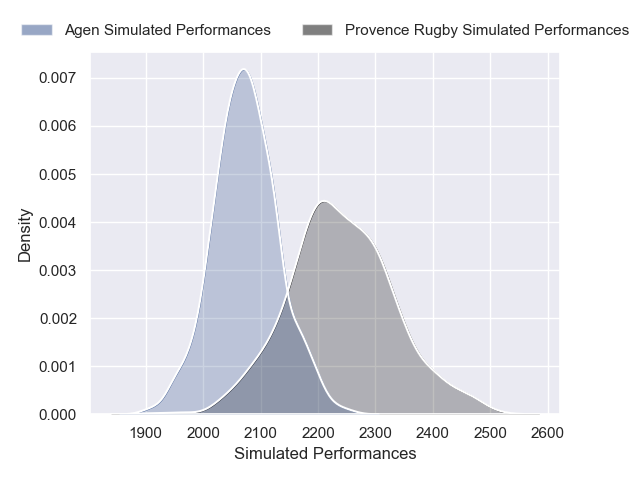 Agen Simulated Performances
Provence Rugby Simulated Performances
0.007
0.006
0.005
0.004
0.003
0.002
0.001
0.000
Density
1900 2000 2100 2200 2300 2400 2500 2600
Simulated Performances